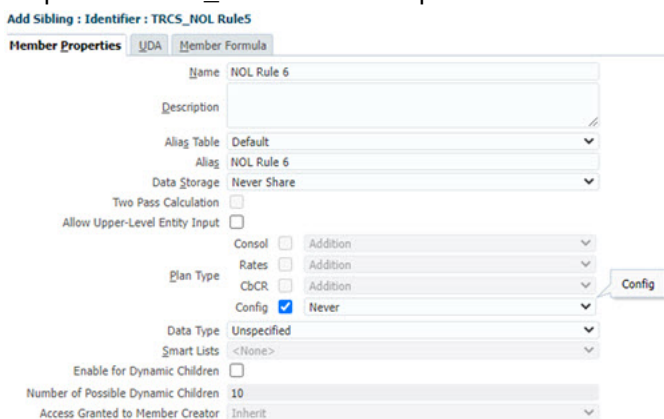 Add Sibling : Identifier : TRCS_NOL Rule5
Member Properties UDA Member Formula
Name NOL Rule 6
Description
Alias Table Default
Alias NOL Rule 6
Data Storage Never Share
Two Pass Calculation
Allow Upper-Level Entity Input
Consol Addition
Rates Addition
Plan Type
CbCR Addition
Config Never
Config
Data Type Unspecified
Smart Lists <None>
Enable for Dynamic Children
Number of Possible Dynamic Children 10
Access Granted to Member Creator Inherit